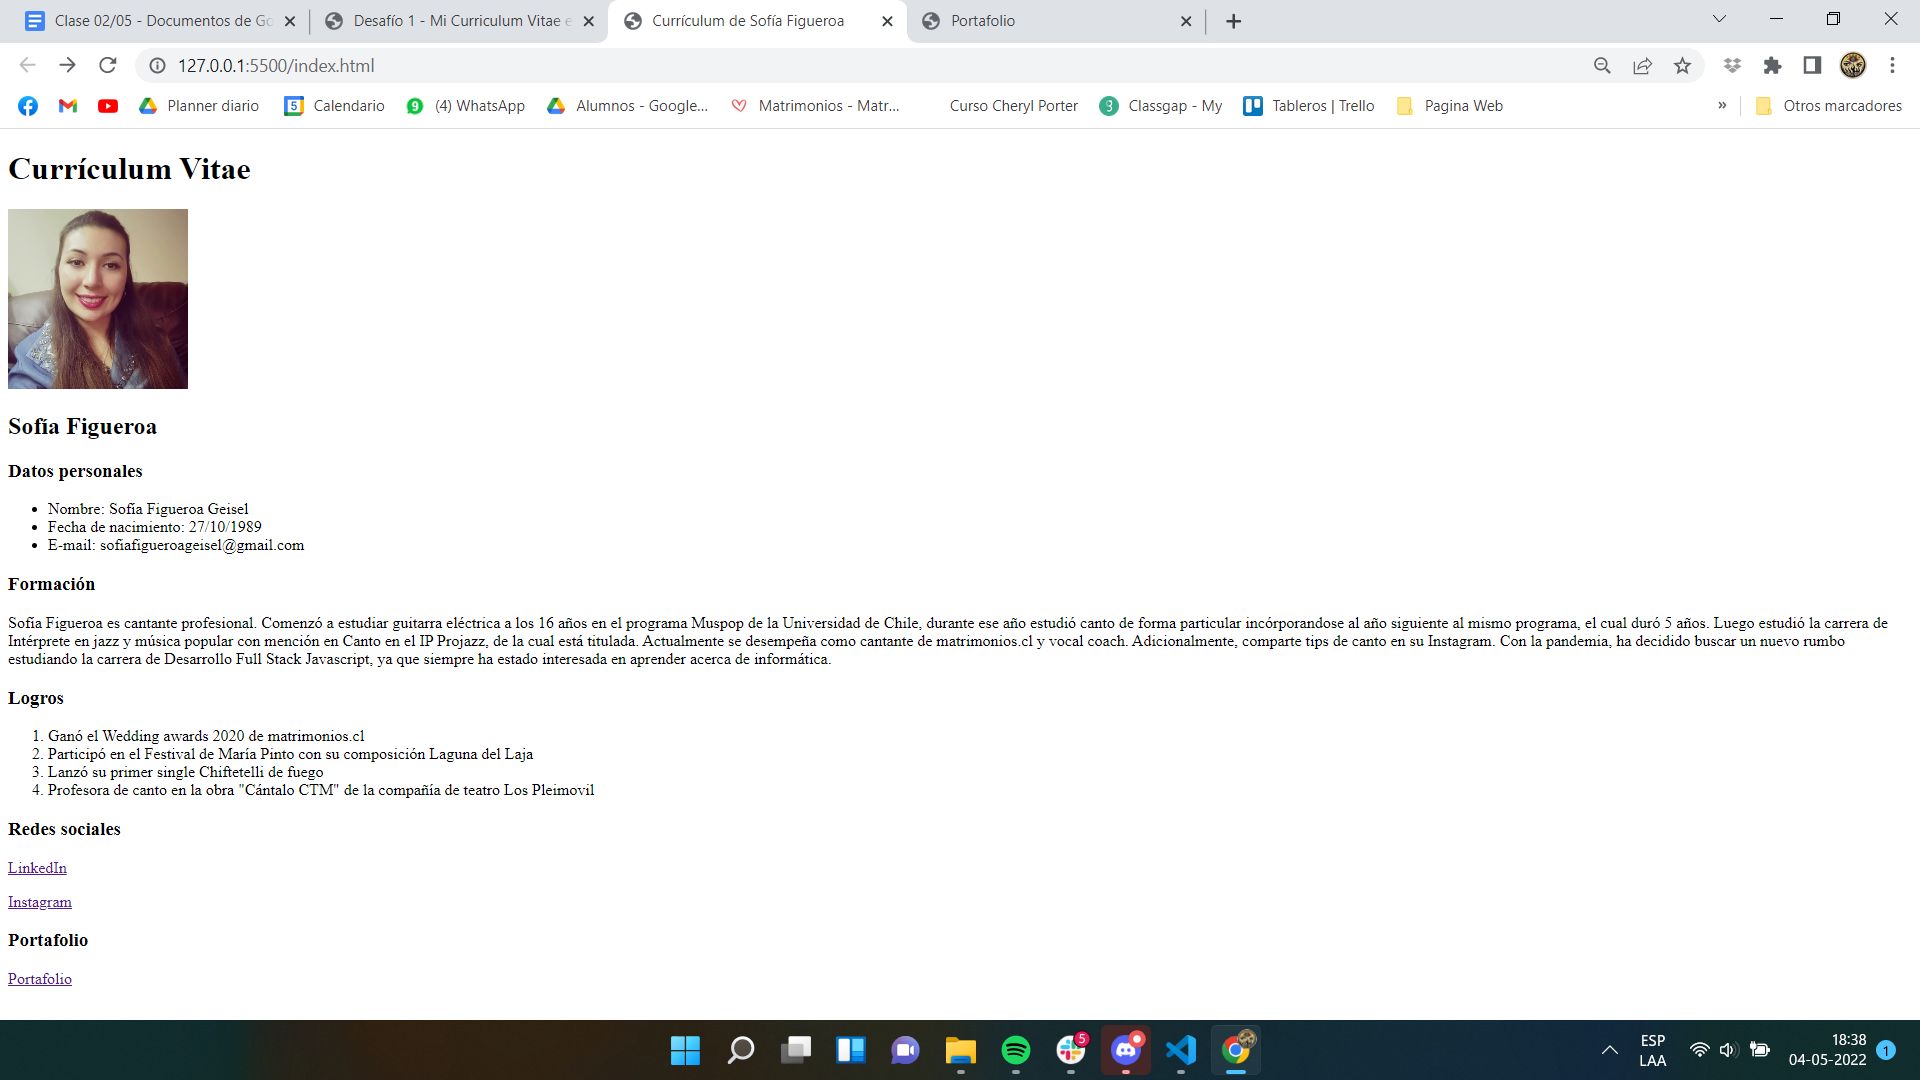 Clase 02/05 - Documentos de Go
Desafío 1 - Mi Curriculum Vitae e
Currículum de Sofía Figueroa
Portafolio
127.0.0.1:5500/index.html
Planner diario
5
Calendario
9
(4) WhatsApp
Alumnos - Google...
Matrimonios - Matr...
Curso Cheryl Porter
Classgap - My
Tableros | Trello
Pagina Web
»
Otros marcadores
Currículum Vitae
Sofía Figueroa
Datos personales
• Nombre: Sofía Figueroa Geisel
• Fecha de nacimiento: 27/10/1989
• E-mail: sofiafigueroageisel@gmail.com
Formación
Sofía Figueroa es cantante profesional. Comenzó a estudiar guitarra eléctrica a los 16 años en el programa Muspop de la Universidad de Chile, durante ese año estudió canto de forma particular incórporandose al año siguiente al mismo programa, el cual duró 5 años. Luego estudió la carrera de
Intérprete en jazz y música popular con mención en Canto en el IP Projazz, de la cual está titulada. Actualmente se desempeña como cantante de matrimonios.cl y vocal coach. Adicionalmente, comparte tips de canto en su Instagram. Con la pandemia, ha decidido buscar un nuevo rumbo
estudiando la carrera de Desarrollo Full Stack Javascript, ya que siempre ha estado interesada en aprender acerca de informática.
Logros
1. Ganó el Wedding awards 2020 de matrimonios.cl
2. Participó en el Festival de María Pinto con su composición Laguna del Laja
3. Lanzó su primer single Chiftetelli de fuego
4. Profesora de canto en la obra "Cántalo CTM" de la compañía de teatro Los Pleimovil
Redes sociales
LinkedIn
Instagram
Portafolio
Portafolio
5
ESP
LAA
18:38
04-05-2022
1